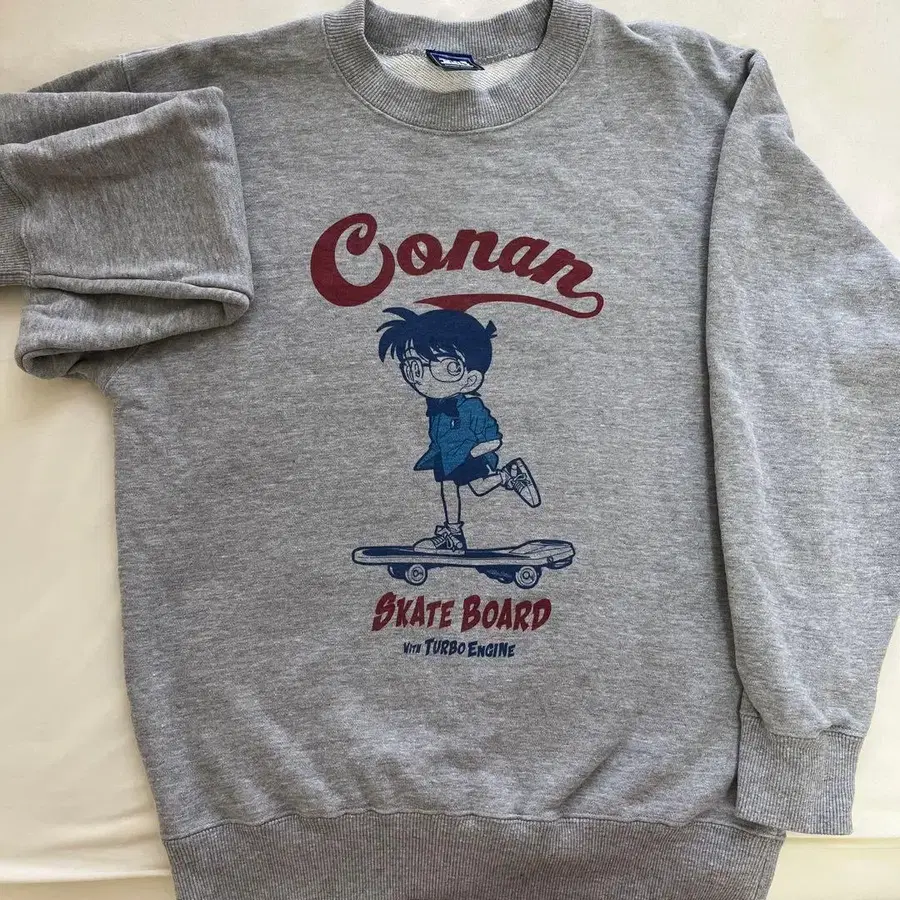 Conan
SKATE BOARD
WITH TURBO ENGINE